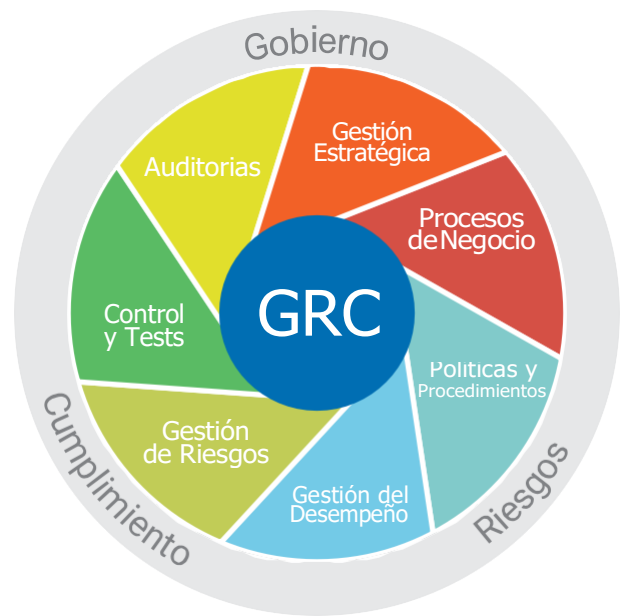 Gobierno
Gestión
Estratégica
Auditorias
Procesos
de Negocio
GRC
Control
y Tests
Políticas y
Procedimientos
Gestión
de Riesgos
Gestión del
Desempeño
Cumplimiento
Riesgos